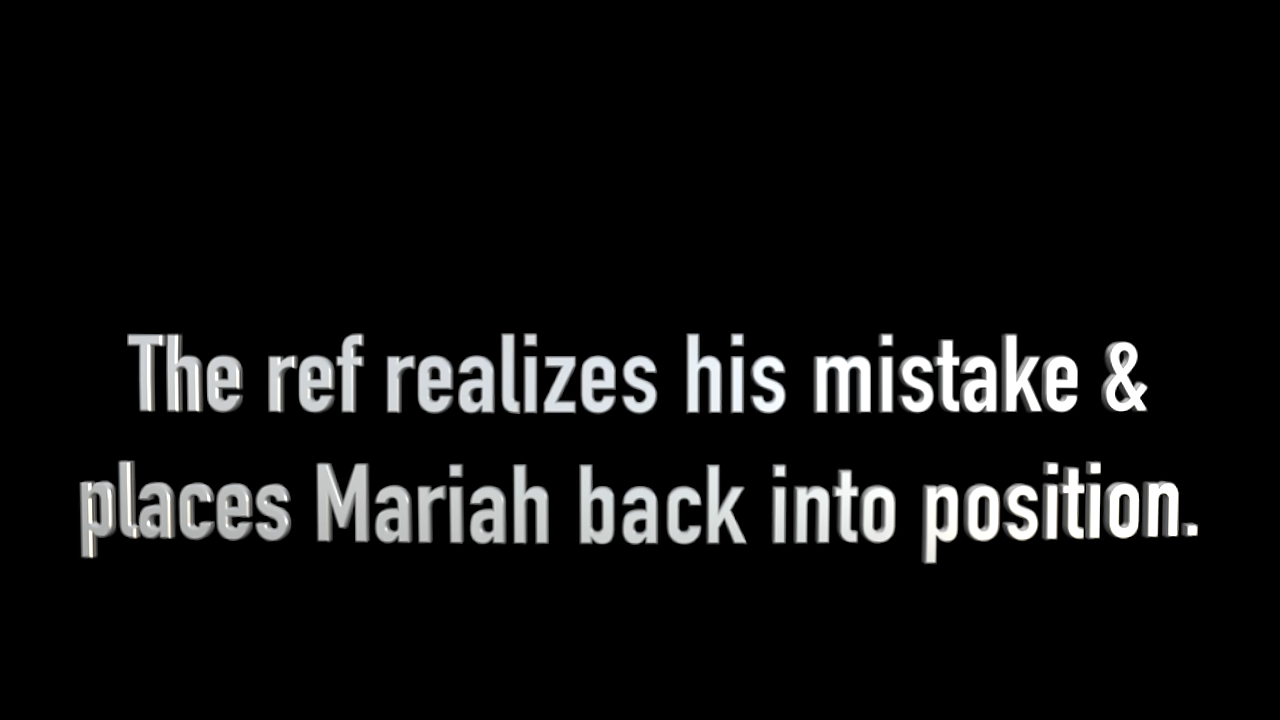 The ref realizes his mistake &
places Mariah back into position.